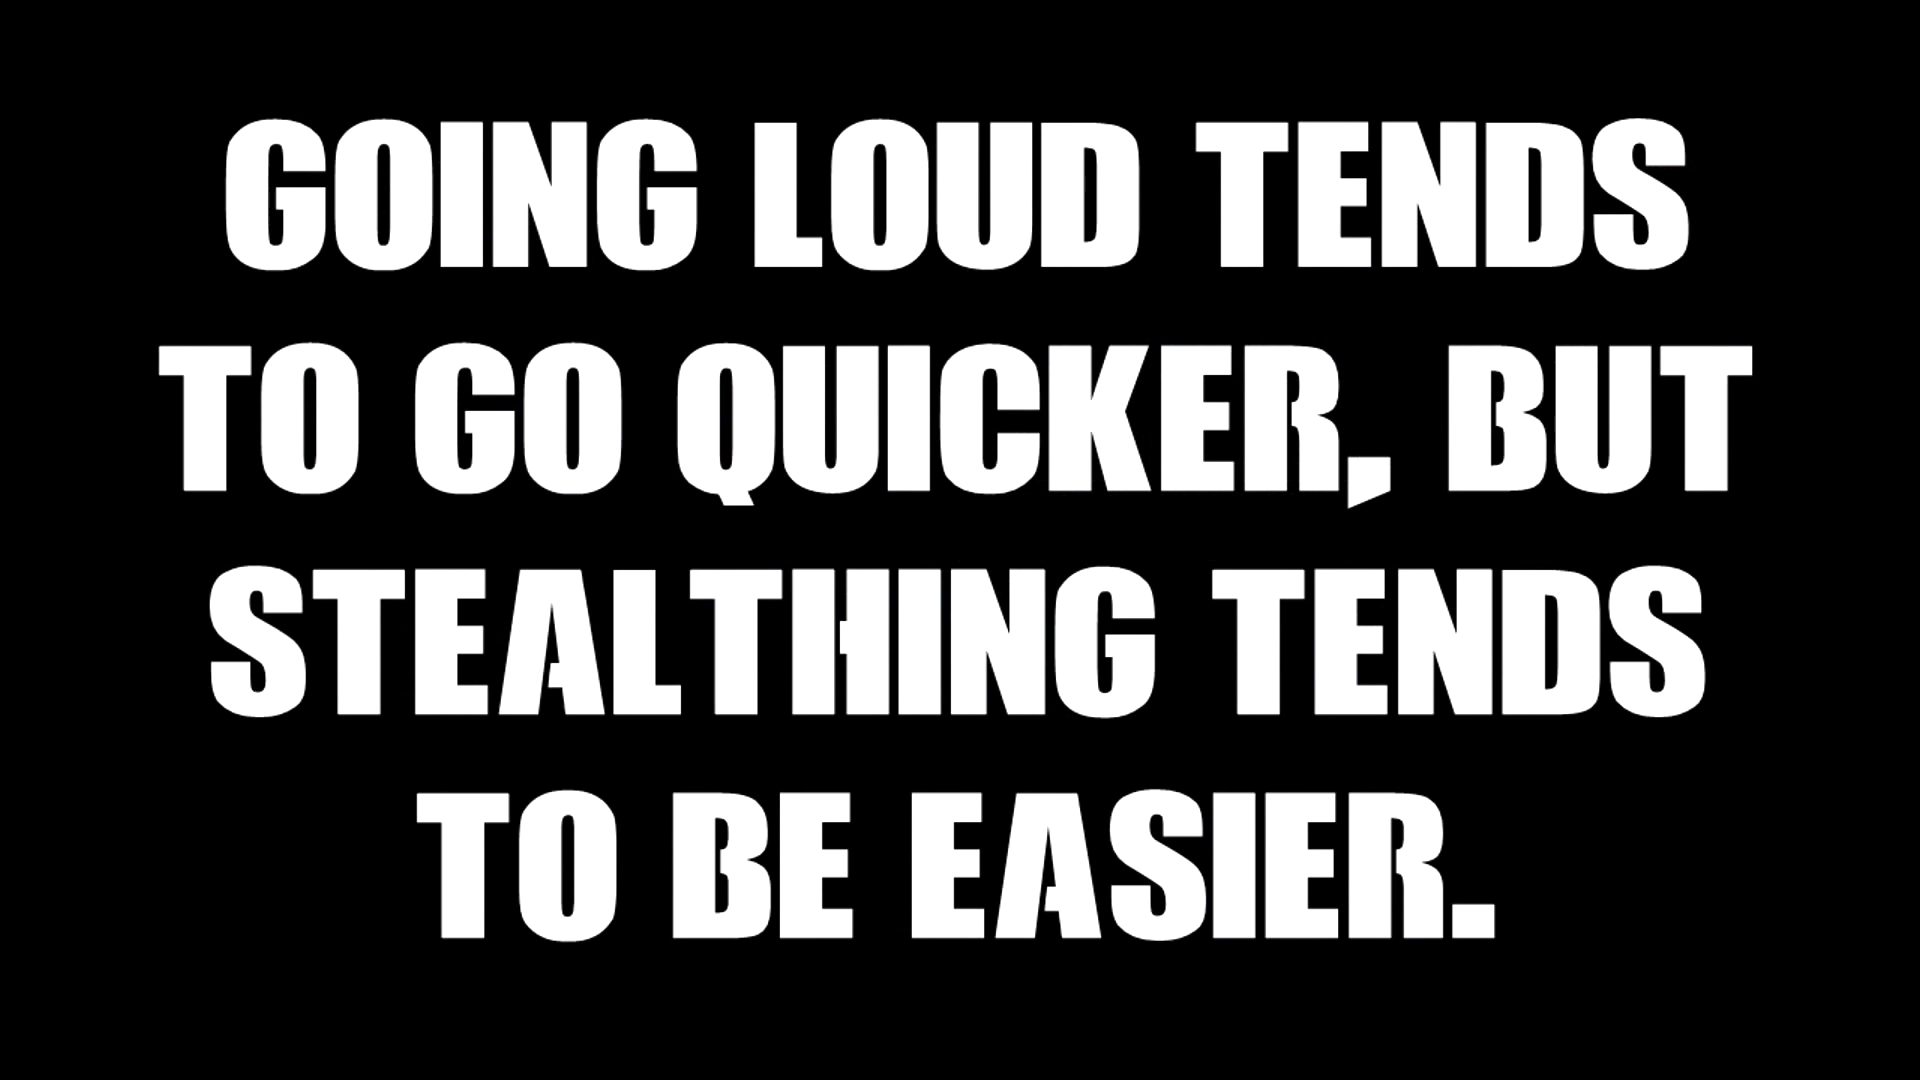 GOING LOUD TENDS
TO GO QUICKER, BUT
STEALTHING TENDS
TO BE EASIER.